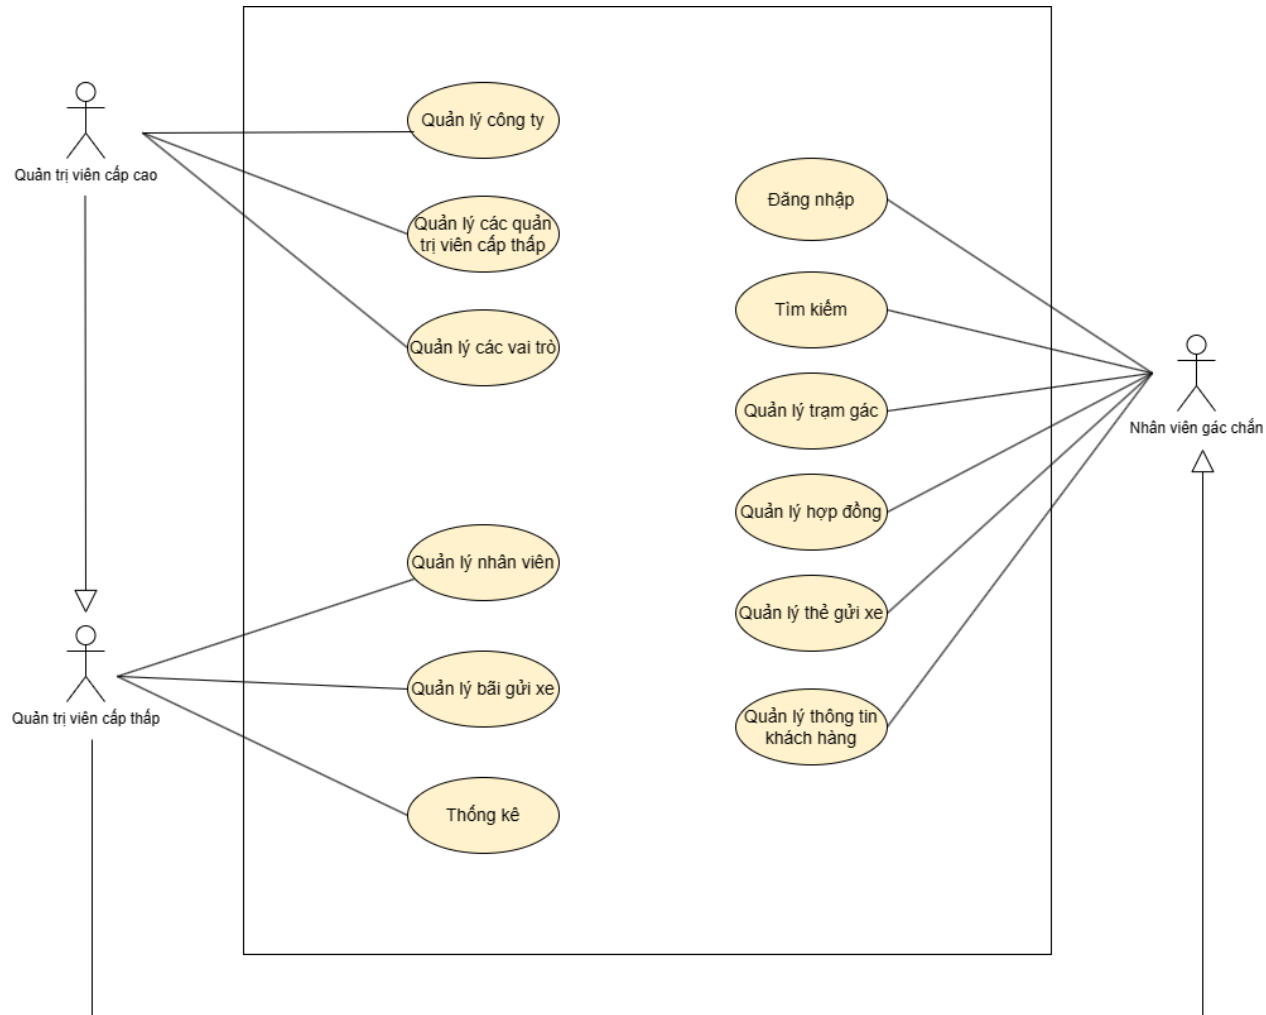 Quản trị viên cấp cao
Quản lý công ty
Quản lý các quản
trị viên cấp thấp
Quản lý các vai trò
Quản lý nhân viên
Quản lý bãi gửi xe
Thống kê
Quản trị viên cấp thấp
Đăng nhập
Tìm kiếm
Quản lý trạm gác
Quản lý hợp đồng
Quản lý thẻ gửi xe
Quản lý thông tin
khách hàng
Nhân viên gác chắn